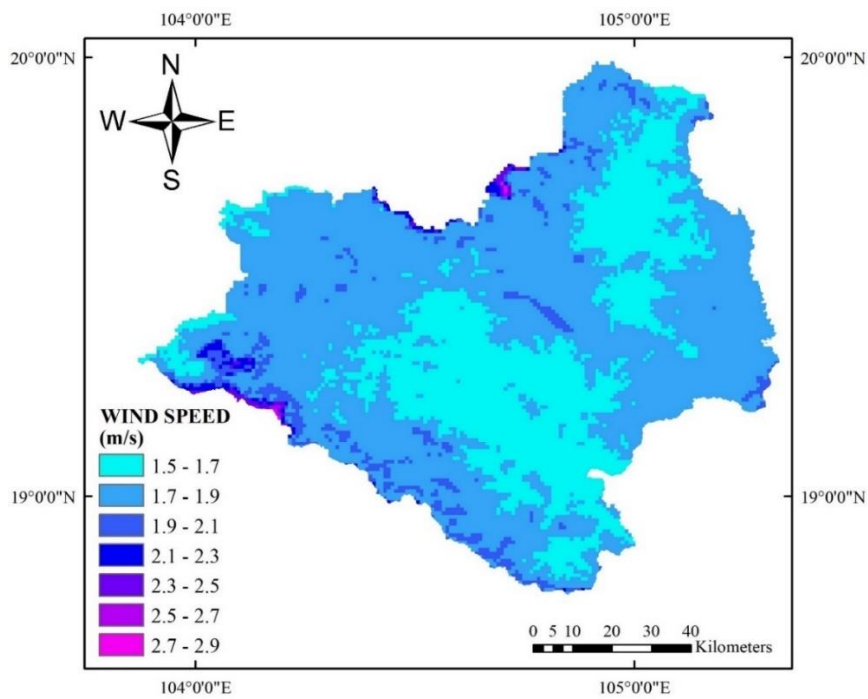 104°0'0"E 105°0'0"E
20°0'0"N 20°0'0"N
N
W E
S
WIND SPEED
(m/s)
1.5 - 1.7
1.7 - 1.9
1.9 - 2.1
2.1 - 2.3
2.3 - 2.5
2.5 - 2.7
2.7 - 2.9
19°0'0"N 19°0'0"N
0 5 10 20 30 40
Kilometers
104°0'0"E 105°0'0"E